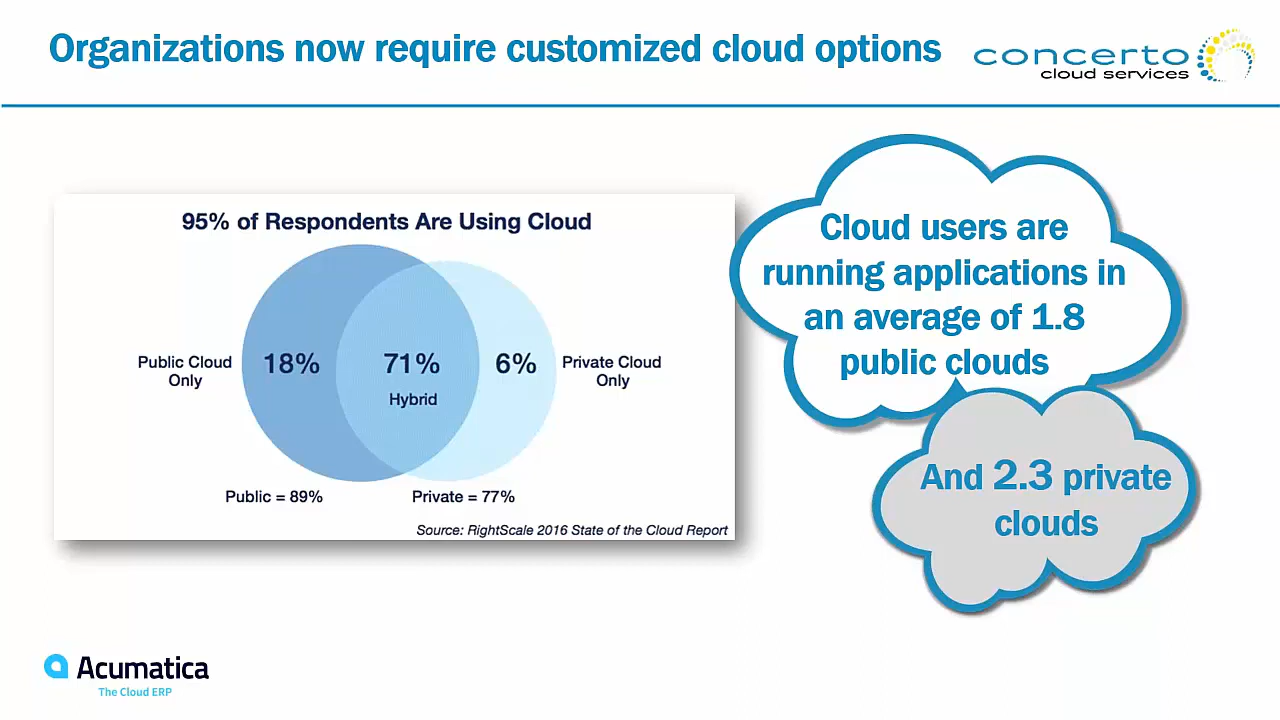 Organizations now require customized cloud options
concerto
cloud services
95% of Respondents Are Using Cloud
Public Cloud
Only
18%
71%
Hybrid
6%
Private Cloud
Only
Public = 89%
Private = 77%
Source: RightScale 2016 State of the Cloud Report
Cloud users are
running applications in
an average of 1.8
public clouds
And 2.3 private
clouds
Acumatica
The Cloud ERP